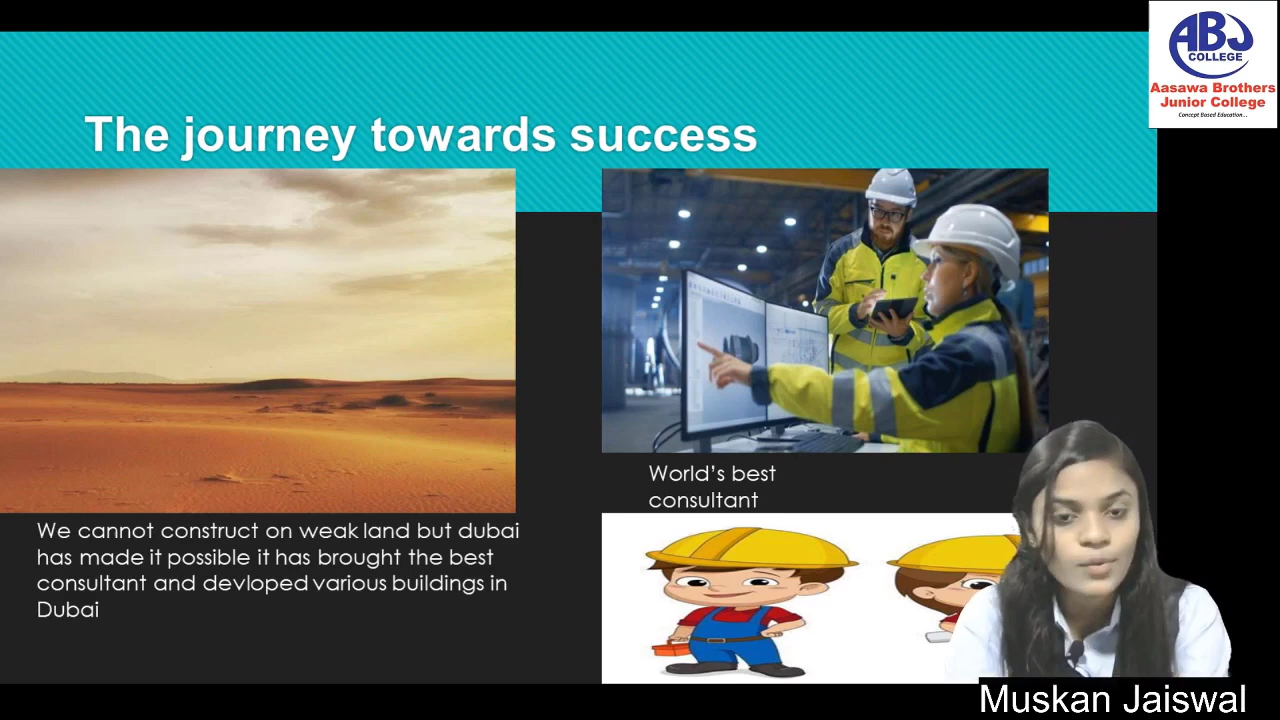 ABJ
COLLEGE
Aasawa Brothers
Junior College
Concept Based Education...
The journey towards success
World's best
consultant
We cannot construct on weak land but dubai
has made it possible it has brought the best
consultant and devloped various buildings in
Dubai
Muskan Jaiswal